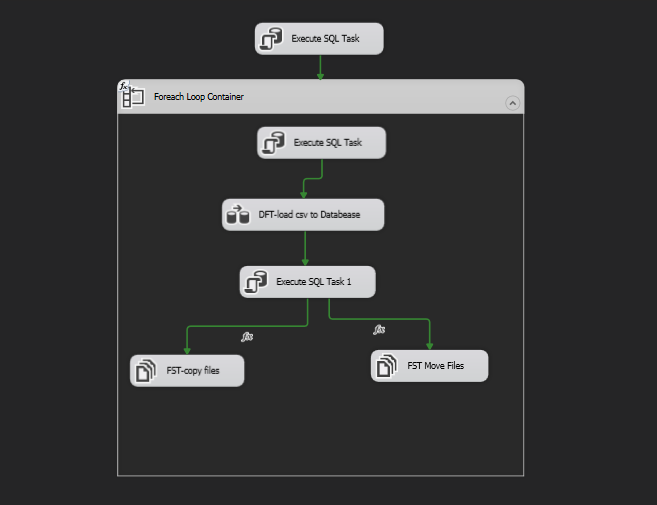 Execute SQL Task
fx
Foreach Loop Container
Execute SQL Task
DFT-load csv to Databease
Execute SQL Task 1
fx
fx
FST-copy files
FST Move Files